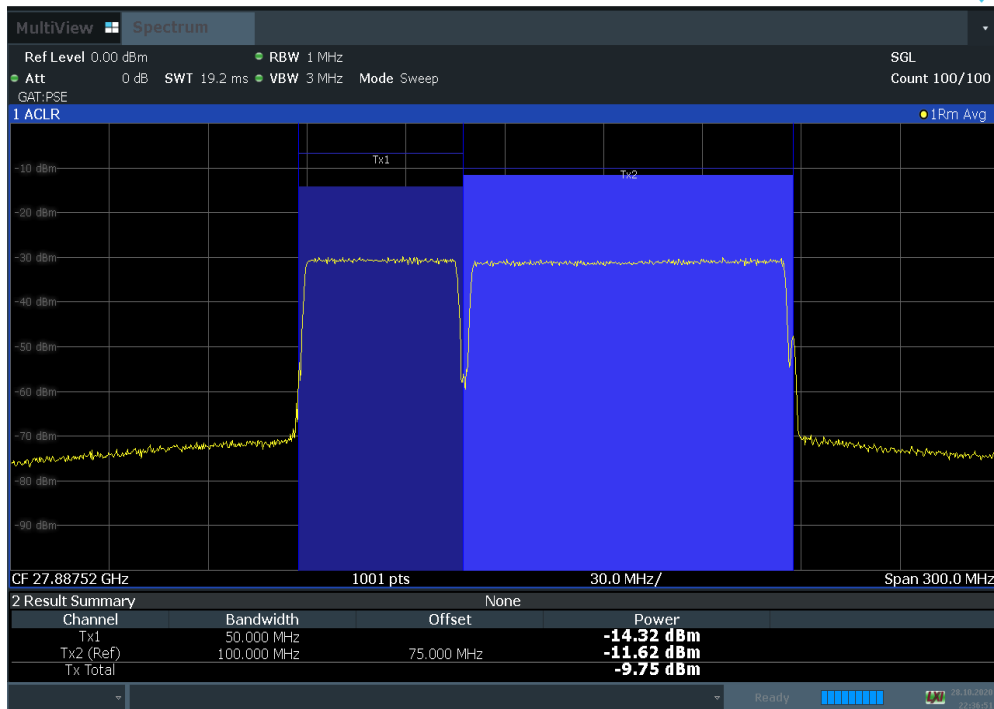 MultiView Spectrum
Ref Level 0.00 dBm RBW 1 MHz SGL
Att 0 dB SWT 19.2 ms VBW 3 MHz Mode Sweep Count 100/100
GAT:PSE
1 ACLR 1Rm Avg
Tx1
-10 dBm
Tx2
-20 dBm
-30 dBm
-40 dBm
-50 dBm
-60 dBm
-70 dBm
-80 dBm
-90 dBm
CF 27.88752 GHz 1001 pts 30.0 MHz/ Span 300.0 MHz
2 Result Summary None
Channel Bandwidth Offset Power
Tx1 50.000 MHz -14.32 dBm
Tx2 (Ref) 100.000 MHz 75.000 MHz -11.62 dBm
Tx Total -9.75 dBm
Ready 28.10.2020